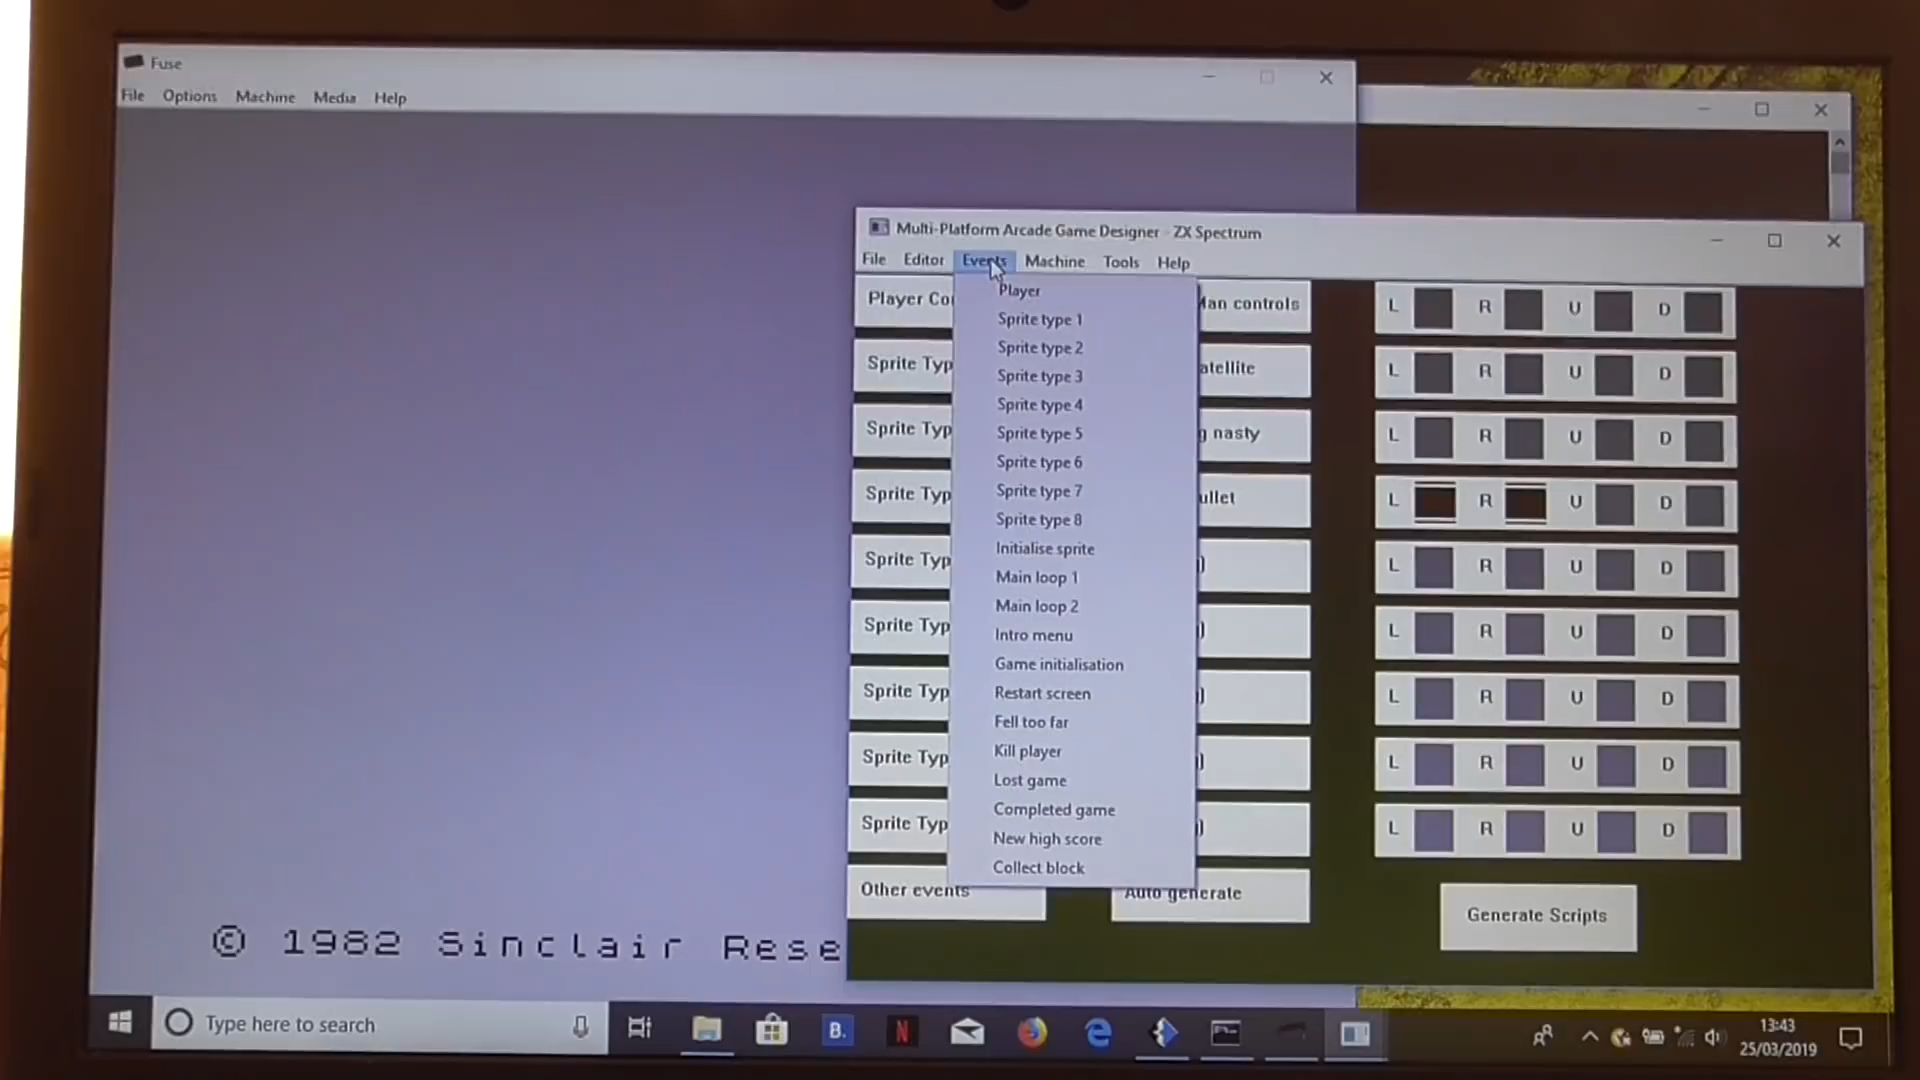 Fuse
File Options Machine Media Help
Multi-Platform Arcade Game Designer - ZX Spectrum
File Editor Events Machine Tools Help
Player
Sprite type 1
Sprite type 2
Sprite type 3
Sprite type 4
Sprite type 5
Sprite type 6
Sprite type 7
Sprite type 8
Initialise sprite
Main loop 1
Main loop 2
Intro menu
Game initialisation
Restart screen
Fell too far
Kill player
Lost game
Completed game
New high score
Collect block
Player Co
Man controls
L R U D
Sprite Typ
atellite
L R U D
Sprite Typ
g nasty
L R U D
Sprite Typ
ullet
L R U D
Sprite Typ
L R U D
Sprite Typ
L R U D
Sprite Typ
L R U D
Sprite Typ
L R U D
Sprite Typ
L R U D
Other events
Auto generate
Generate Scripts
© 1982 Sinclair Rese
Type here to search
B.
N
13:43
25/03/2019